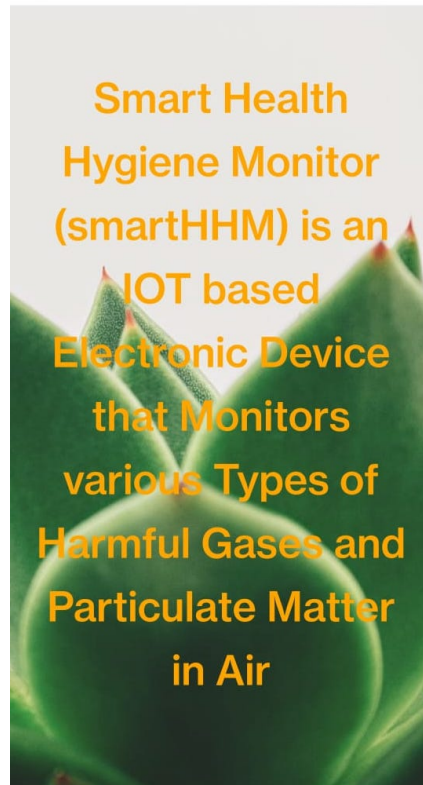 Smart Health
Hygiene Monitor
(smartHHM) is an
IOT based
Electronic Device
that Monitors
various Types of
Harmful Gases and
Particulate Matter
in Air